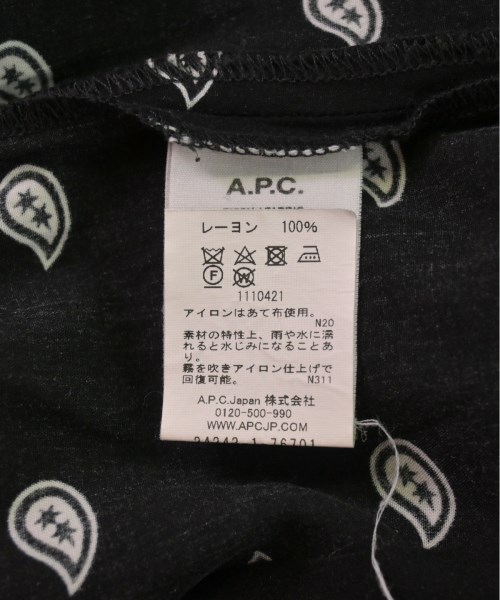 A.P.C.
レーヨン 100%
F W
1110421
アイロンはあて布使用。
N20
素材の特性上、雨や水に濡
れると水じみになることあ
り。
霧を吹きアイロン仕上げで
回復可能。 N311
A.P.C.Japan 株式会社
0120-500-990
WWW.APCJP.COM